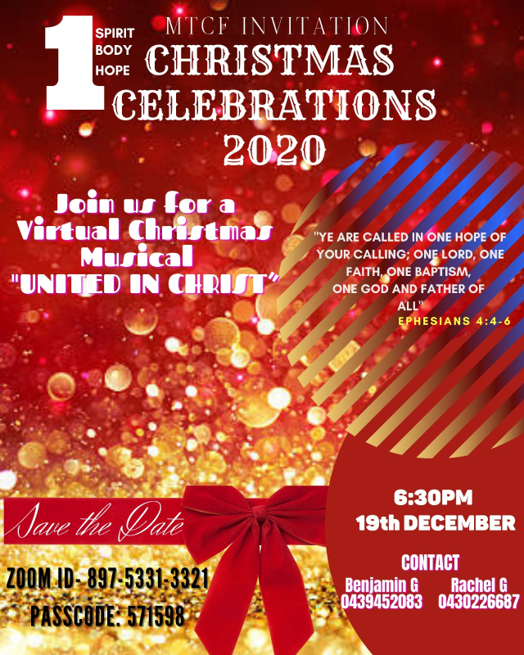 1 SPIRIT
BODY
HOPE
MTCF INVITATION
CHRISTMAS
CELEBRATIONS
2020
Join us for a
Virtual Christmas
Musical
"UNITED IN CHRIST"
"YE ARE CALLED IN ONE HOPE OF
YOUR CALLING; ONE LORD, ONE
FAITH, ONE BAPTISM,
ONE GOD AND FATHER OF
ALL"
EPHESIANS 4:4-6
Save the Date
ZOOM ID- 897-5331-3321
PASSCODE: 571598
6:30PM
19th DECEMBER
CONTACT
Benjamin G Rachel G
0439452083 0430226687